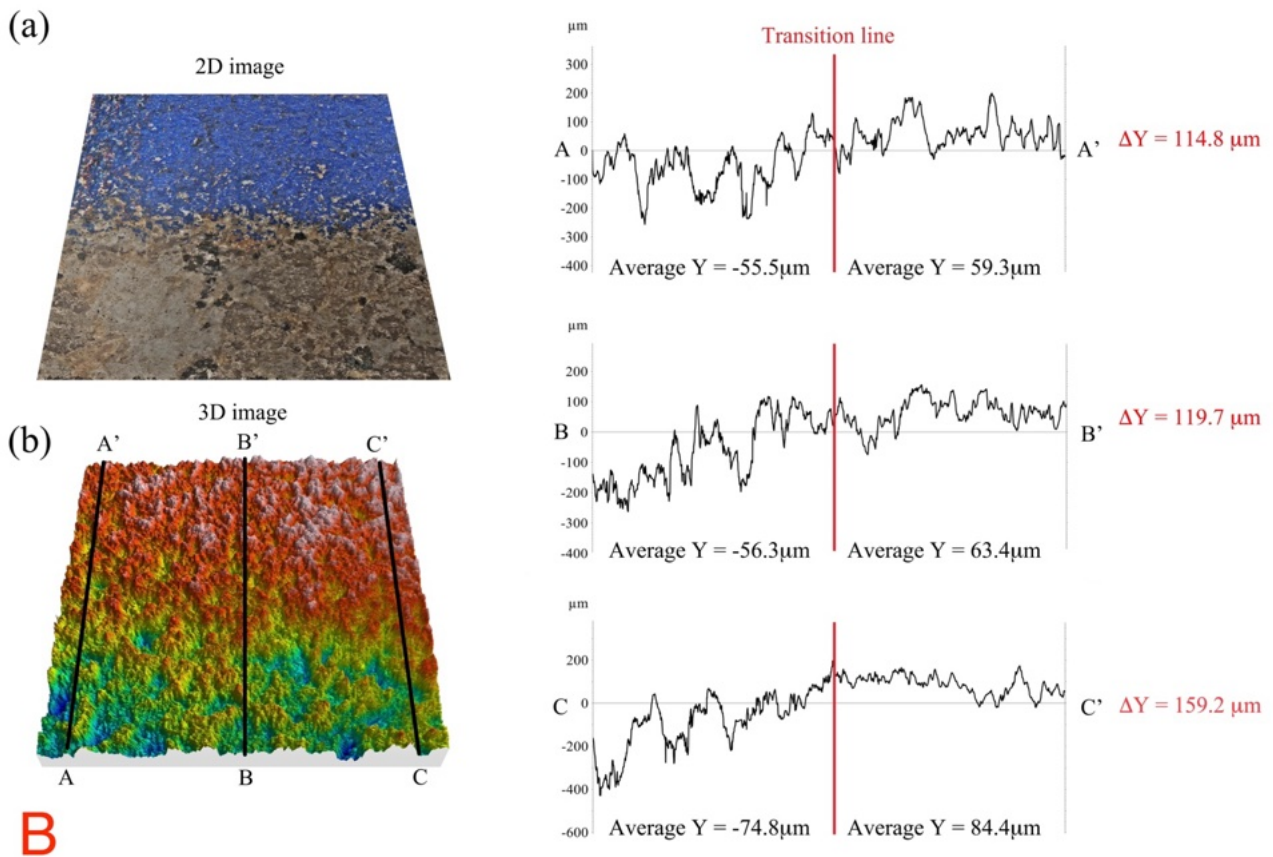 (a)
2D image
(b)
3D image
A’ B’ C’
A B C
B
Transition line
µm
300
200
100
0
-100
-200
-300
-400
A
A’
ΔY = 114.8 µm
Average Y = -55.5µm
Average Y = 59.3µm
µm
200
100
0
-100
-200
-300
-400
B
B’
ΔY = 119.7 µm
Average Y = -56.3µm
Average Y = 63.4µm
µm
200
0
-200
-400
-600
C
C’
ΔY = 159.2 µm
Average Y = -74.8µm
Average Y = 84.4µm